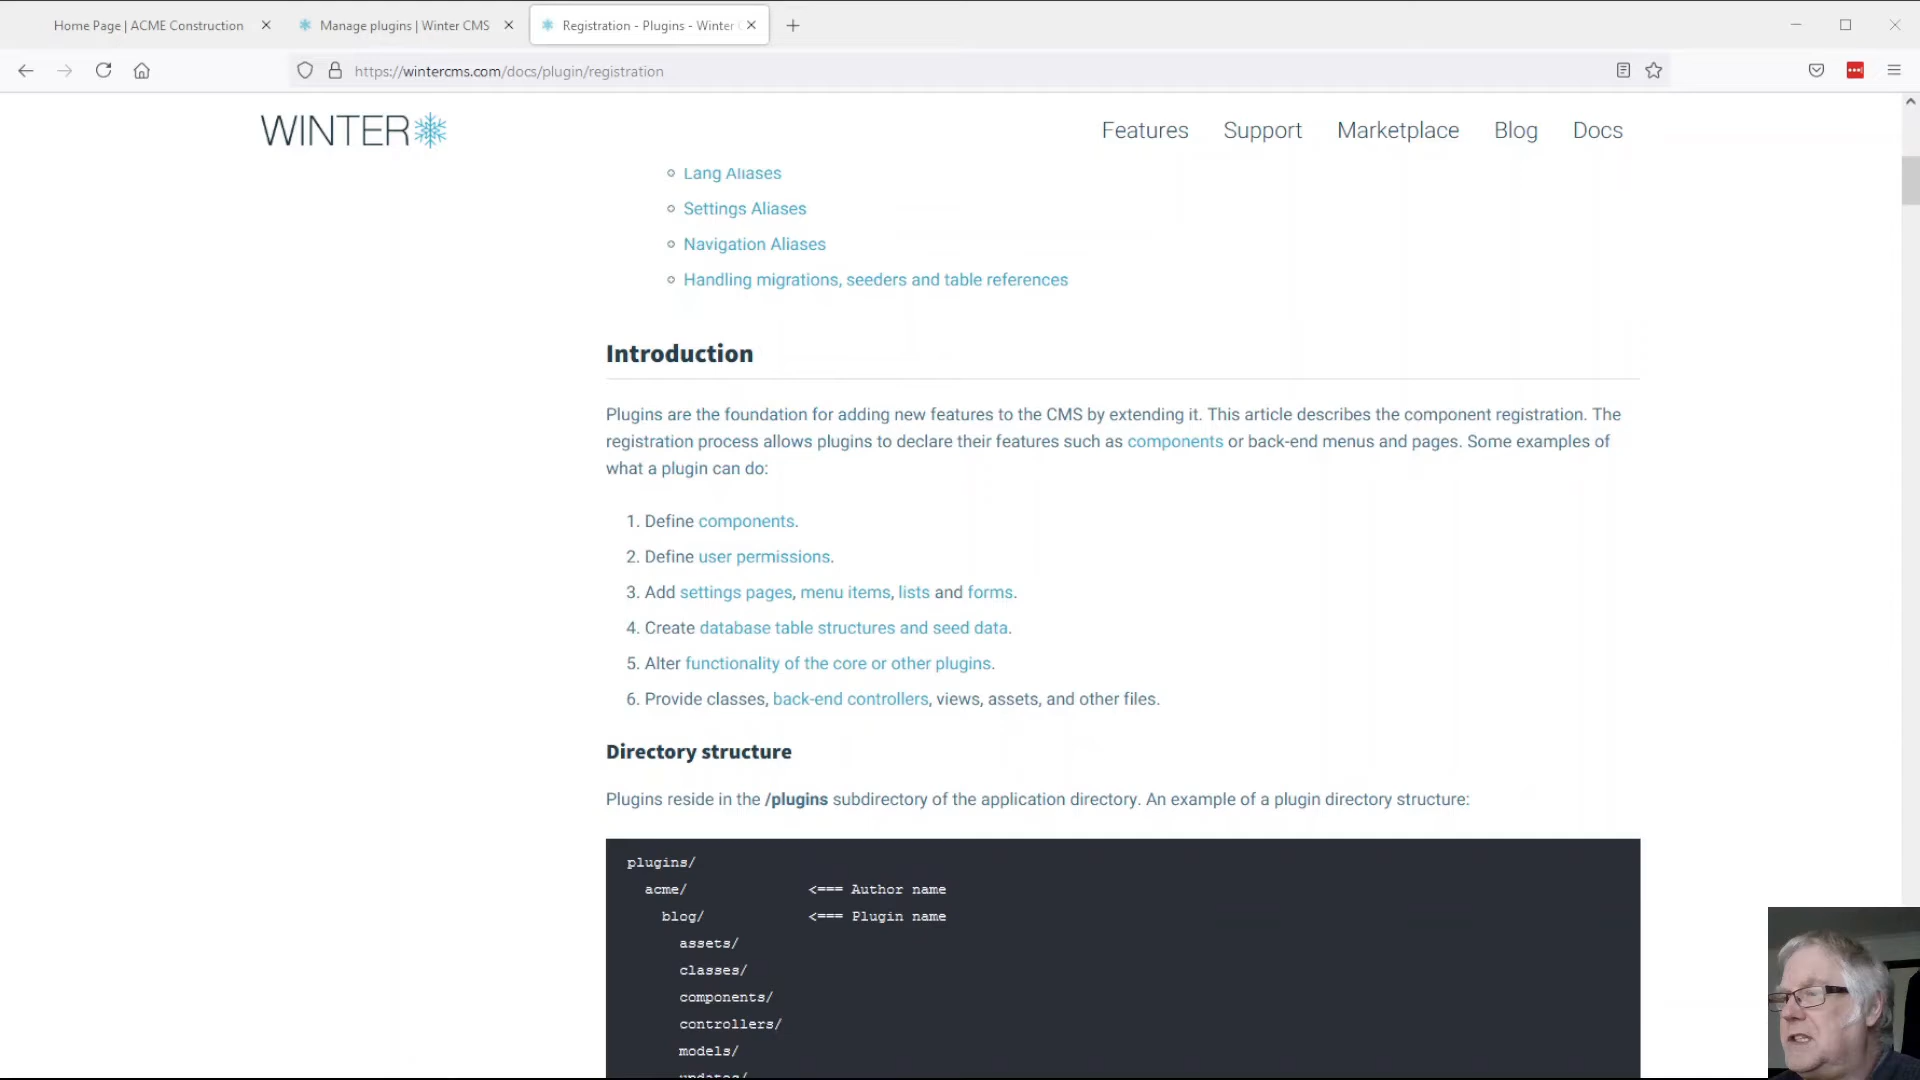 Home Page | ACME Construction
Manage plugins | Winter CMS
Registration - Plugins - Winter
https://wintercms.com/docs/plugin/registration
WINTER
Features
Support
Marketplace
Blog
Docs
Lang Aliases
Settings Aliases
Navigation Aliases
Handling migrations, seeders and table references
Introduction
Plugins are the foundation for adding new features to the CMS by extending it. This article describes the component registration. The
registration process allows plugins to declare their features such as components or back-end menus and pages. Some examples of
what a plugin can do:
1. Define components.
2. Define user permissions.
3. Add settings pages, menu items, lists and forms.
4. Create database table structures and seed data.
5. Alter functionality of the core or other plugins.
6. Provide classes, back-end controllers, views, assets, and other files.
Directory structure
Plugins reside in the /plugins subdirectory of the application directory. An example of a plugin directory structure:
plugins/
acme/ <=== Author name
blog/ <=== Plugin name
assets/
classes/
components/
controllers/
models/